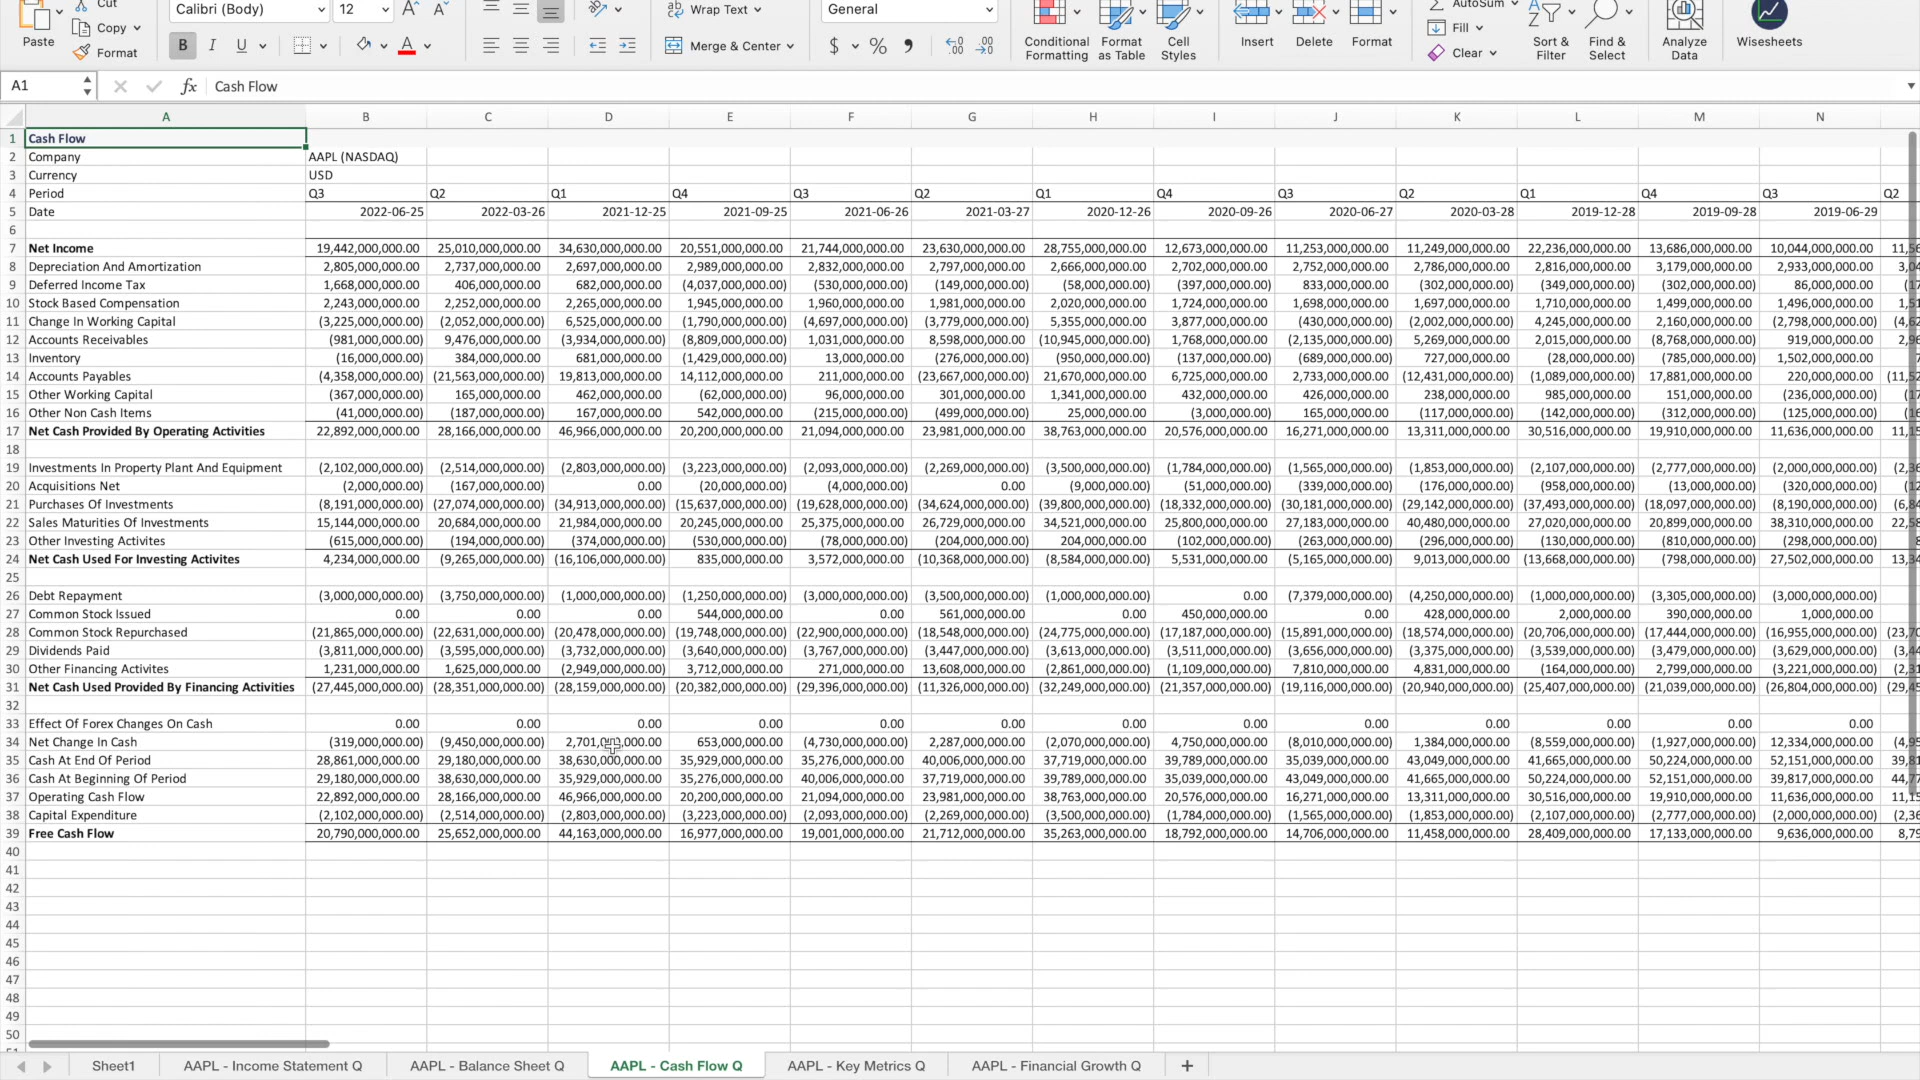 Cut
Calibri (Body) 12 A A Wrap Text General AutoSum
Paste Copy Fill
Format B I U A Merge & Center $ % Conditional Formatting Format as Table Cell Styles Insert Delete Format Clear Sort & Filter Find & Select Analyze Data Wisesheets
A1 fx Cash Flow
A B C D E F G H I J K L M N
1 Cash Flow
2 Company AAPL (NASDAQ)
3 Currency USD
4 Period Q3 Q2 Q1 Q4 Q3 Q2 Q1 Q4 Q3 Q2 Q1 Q4 Q3 Q2
5 Date 2022-06-25 2022-03-26 2021-12-25 2021-09-25 2021-06-26 2021-03-27 2020-12-26 2020-09-26 2020-06-27 2020-03-28 2019-12-28 2019-09-28 2019-06-29
6
7 Net Income 19,442,000,000.00 25,010,000,000.00 34,630,000,000.00 20,551,000,000.00 21,744,000,000.00 23,630,000,000.00 28,755,000,000.00 12,673,000,000.00 11,253,000,000.00 11,249,000,000.00 22,236,000,000.00 13,686,000,000.00 10,044,000,000.00
8 Depreciation And Amortization 2,805,000,000.00 2,737,000,000.00 2,697,000,000.00 2,989,000,000.00 2,832,000,000.00 2,797,000,000.00 2,666,000,000.00 2,702,000,000.00 2,752,000,000.00 2,786,000,000.00 2,816,000,000.00 3,179,000,000.00 2,933,000,000.00
9 Deferred Income Tax 1,668,000,000.00 406,000,000.00 682,000,000.00 (4,037,000,000.00) (530,000,000.00) (149,000,000.00) (58,000,000.00) (397,000,000.00) 833,000,000.00 (302,000,000.00) (349,000,000.00) (302,000,000.00) 86,000,000.00
10 Stock Based Compensation 2,243,000,000.00 2,252,000,000.00 2,265,000,000.00 1,945,000,000.00 1,960,000,000.00 1,981,000,000.00 2,020,000,000.00 1,724,000,000.00 1,698,000,000.00 1,697,000,000.00 1,710,000,000.00 1,499,000,000.00 1,496,000,000.00
11 Change In Working Capital (3,225,000,000.00) (2,052,000,000.00) 6,525,000,000.00 (1,790,000,000.00) (4,697,000,000.00) (3,779,000,000.00) 5,355,000,000.00 3,877,000,000.00 (430,000,000.00) (2,002,000,000.00) 4,245,000,000.00 2,160,000,000.00 (2,798,000,000.00)
12 Accounts Receivables (981,000,000.00) 9,476,000,000.00 (3,934,000,000.00) (8,809,000,000.00) 1,031,000,000.00 8,598,000,000.00 (10,945,000,000.00) 1,768,000,000.00 (2,135,000,000.00) 5,269,000,000.00 2,015,000,000.00 (8,768,000,000.00) 919,000,000.00
13 Inventory (16,000,000.00) 384,000,000.00 681,000,000.00 (1,429,000,000.00) 13,000,000.00 (276,000,000.00) (950,000,000.00) (137,000,000.00) (689,000,000.00) 727,000,000.00 (28,000,000.00) (785,000,000.00) 1,502,000,000.00
14 Accounts Payables (4,358,000,000.00) (21,563,000,000.00) 19,813,000,000.00 14,112,000,000.00 211,000,000.00 (23,667,000,000.00) 21,670,000,000.00 6,725,000,000.00 2,733,000,000.00 (12,431,000,000.00) (1,089,000,000.00) 17,881,000,000.00 220,000,000.00
15 Other Working Capital (367,000,000.00) 165,000,000.00 462,000,000.00 (62,000,000.00) 96,000,000.00 301,000,000.00 1,341,000,000.00 432,000,000.00 426,000,000.00 238,000,000.00 985,000,000.00 151,000,000.00 (236,000,000.00)
16 Other Non Cash Items (41,000,000.00) (187,000,000.00) 167,000,000.00 542,000,000.00 (215,000,000.00) (499,000,000.00) 25,000,000.00 (3,000,000.00) 165,000,000.00 (117,000,000.00) (142,000,000.00) (312,000,000.00) (125,000,000.00)
17 Net Cash Provided By Operating Activities 22,892,000,000.00 28,166,000,000.00 46,966,000,000.00 20,200,000,000.00 21,094,000,000.00 23,981,000,000.00 38,763,000,000.00 20,576,000,000.00 16,271,000,000.00 13,311,000,000.00 30,516,000,000.00 19,910,000,000.00 11,636,000,000.00
18
19 Investments In Property Plant And Equipment (2,102,000,000.00) (2,514,000,000.00) (2,803,000,000.00) (3,223,000,000.00) (2,093,000,000.00) (2,269,000,000.00) (3,500,000,000.00) (1,784,000,000.00) (1,565,000,000.00) (1,853,000,000.00) (2,107,000,000.00) (2,777,000,000.00) (2,000,000,000.00)
20 Acquisitions Net (2,000,000.00) (167,000,000.00) 0.00 (20,000,000.00) (4,000,000.00) 0.00 (9,000,000.00) (51,000,000.00) (339,000,000.00) (176,000,000.00) (958,000,000.00) (13,000,000.00) (320,000,000.00)
21 Purchases Of Investments (8,191,000,000.00) (27,074,000,000.00) (34,913,000,000.00) (15,637,000,000.00) (19,628,000,000.00) (34,624,000,000.00) (39,800,000,000.00) (18,332,000,000.00) (30,181,000,000.00) (29,142,000,000.00) (37,493,000,000.00) (18,097,000,000.00) (8,190,000,000.00)
22 Sales Maturities Of Investments 15,144,000,000.00 20,684,000,000.00 21,984,000,000.00 20,245,000,000.00 25,375,000,000.00 26,729,000,000.00 34,521,000,000.00 25,800,000,000.00 27,183,000,000.00 40,480,000,000.00 27,020,000,000.00 20,899,000,000.00 38,310,000,000.00
23 Other Investing Activites (615,000,000.00) (194,000,000.00) (374,000,000.00) (530,000,000.00) (78,000,000.00) (204,000,000.00) 204,000,000.00 (102,000,000.00) (263,000,000.00) (296,000,000.00) (130,000,000.00) (810,000,000.00) (298,000,000.00)
24 Net Cash Used For Investing Activites 4,234,000,000.00 (9,265,000,000.00) (16,106,000,000.00) 835,000,000.00 3,572,000,000.00 (10,368,000,000.00) (8,584,000,000.00) 5,531,000,000.00 (5,165,000,000.00) 9,013,000,000.00 (13,668,000,000.00) (798,000,000.00) 27,502,000,000.00
25
26 Debt Repayment (3,000,000,000.00) (3,750,000,000.00) (1,000,000,000.00) (1,250,000,000.00) (3,000,000,000.00) (3,500,000,000.00) (1,000,000,000.00) 0.00 (7,379,000,000.00) (4,250,000,000.00) (1,000,000,000.00) (3,305,000,000.00) (3,000,000,000.00)
27 Common Stock Issued 0.00 0.00 0.00 544,000,000.00 0.00 561,000,000.00 0.00 450,000,000.00 0.00 428,000,000.00 2,000,000.00 390,000,000.00 1,000,000.00
28 Common Stock Repurchased (21,865,000,000.00) (22,631,000,000.00) (20,478,000,000.00) (19,748,000,000.00) (22,900,000,000.00) (18,548,000,000.00) (24,775,000,000.00) (17,187,000,000.00) (15,891,000,000.00) (18,574,000,000.00) (20,706,000,000.00) (17,444,000,000.00) (16,955,000,000.00)
29 Dividends Paid (3,811,000,000.00) (3,595,000,000.00) (3,732,000,000.00) (3,640,000,000.00) (3,767,000,000.00) (3,447,000,000.00) (3,613,000,000.00) (3,511,000,000.00) (3,656,000,000.00) (3,375,000,000.00) (3,539,000,000.00) (3,479,000,000.00) (3,629,000,000.00)
30 Other Financing Activites 1,231,000,000.00 1,625,000,000.00 (2,949,000,000.00) 3,712,000,000.00 271,000,000.00 13,608,000,000.00 (2,861,000,000.00) (1,109,000,000.00) 7,810,000,000.00 4,831,000,000.00 (164,000,000.00) 2,799,000,000.00 (3,221,000,000.00)
31 Net Cash Used Provided By Financing Activities (27,445,000,000.00) (28,351,000,000.00) (28,159,000,000.00) (20,382,000,000.00) (29,396,000,000.00) (11,326,000,000.00) (32,249,000,000.00) (21,357,000,000.00) (19,116,000,000.00) (20,940,000,000.00) (25,407,000,000.00) (21,039,000,000.00) (26,804,000,000.00)
32
33 Effect Of Forex Changes On Cash 0.00 0.00 0.00 0.00 0.00 0.00 0.00 0.00 0.00 0.00 0.00 0.00 0.00
34 Net Change In Cash (319,000,000.00) (9,450,000,000.00) 653,000,000.00 (4,730,000,000.00) 2,287,000,000.00 (2,070,000,000.00) 4,750,000,000.00 (8,010,000,000.00) 1,384,000,000.00 (8,559,000,000.00) (1,927,000,000.00) 12,334,000,000.00
35 Cash At End Of Period 28,861,000,000.00 29,180,000,000.00 38,630,000,000.00 35,929,000,000.00 35,276,000,000.00 40,006,000,000.00 37,719,000,000.00 39,789,000,000.00 35,039,000,000.00 43,049,000,000.00 41,665,000,000.00 50,224,000,000.00 52,151,000,000.00
36 Cash At Beginning Of Period 29,180,000,000.00 38,630,000,000.00 35,929,000,000.00 35,276,000,000.00 40,006,000,000.00 37,719,000,000.00 39,789,000,000.00 35,039,000,000.00 43,049,000,000.00 41,665,000,000.00 50,224,000,000.00 52,151,000,000.00 39,817,000,000.00
37 Operating Cash Flow 22,892,000,000.00 28,166,000,000.00 46,966,000,000.00 20,200,000,000.00 21,094,000,000.00 23,981,000,000.00 38,763,000,000.00 20,576,000,000.00 16,271,000,000.00 13,311,000,000.00 30,516,000,000.00 19,910,000,000.00 11,636,000,000.00
38 Capital Expenditure (2,102,000,000.00) (2,514,000,000.00) (2,803,000,000.00) (3,223,000,000.00) (2,093,000,000.00) (2,269,000,000.00) (3,500,000,000.00) (1,784,000,000.00) (1,565,000,000.00) (1,853,000,000.00) (2,107,000,000.00) (2,777,000,000.00) (2,000,000,000.00)
39 Free Cash Flow 20,790,000,000.00 25,652,000,000.00 44,163,000,000.00 16,977,000,000.00 19,001,000,000.00 21,712,000,000.00 35,263,000,000.00 18,792,000,000.00 14,706,000,000.00 11,458,000,000.00 28,409,000,000.00 17,133,000,000.00 9,636,000,000.00
40
41
42
43
44
45
46
47
48
49
50
Sheet1 AAPL - Income Statement Q AAPL - Balance Sheet Q AAPL - Cash Flow Q AAPL - Key Metrics Q AAPL - Financial Growth Q +